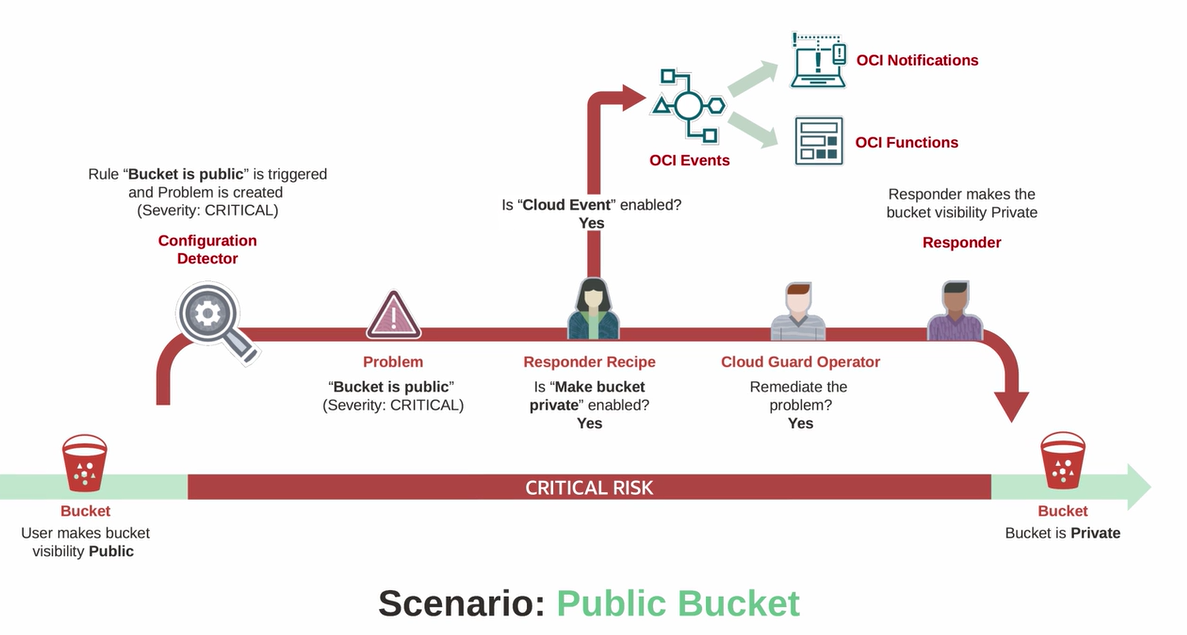 OCI Notifications
OCI Functions
OCI Events
Rule “Bucket is public” is triggered
and Problem is created
(Severity: CRITICAL)
Configuration
Detector
Is “Cloud Event” enabled?
Yes
Responder makes the
bucket visibility Private
Responder
Problem
“Bucket is public”
(Severity: CRITICAL)
Responder Recipe
Is “Make bucket
private” enabled?
Yes
Cloud Guard Operator
Remediate the
problem?
Yes
CRITICAL RISK
Bucket
User makes bucket
visibility Public
Bucket
Bucket is Private
Scenario: Public Bucket